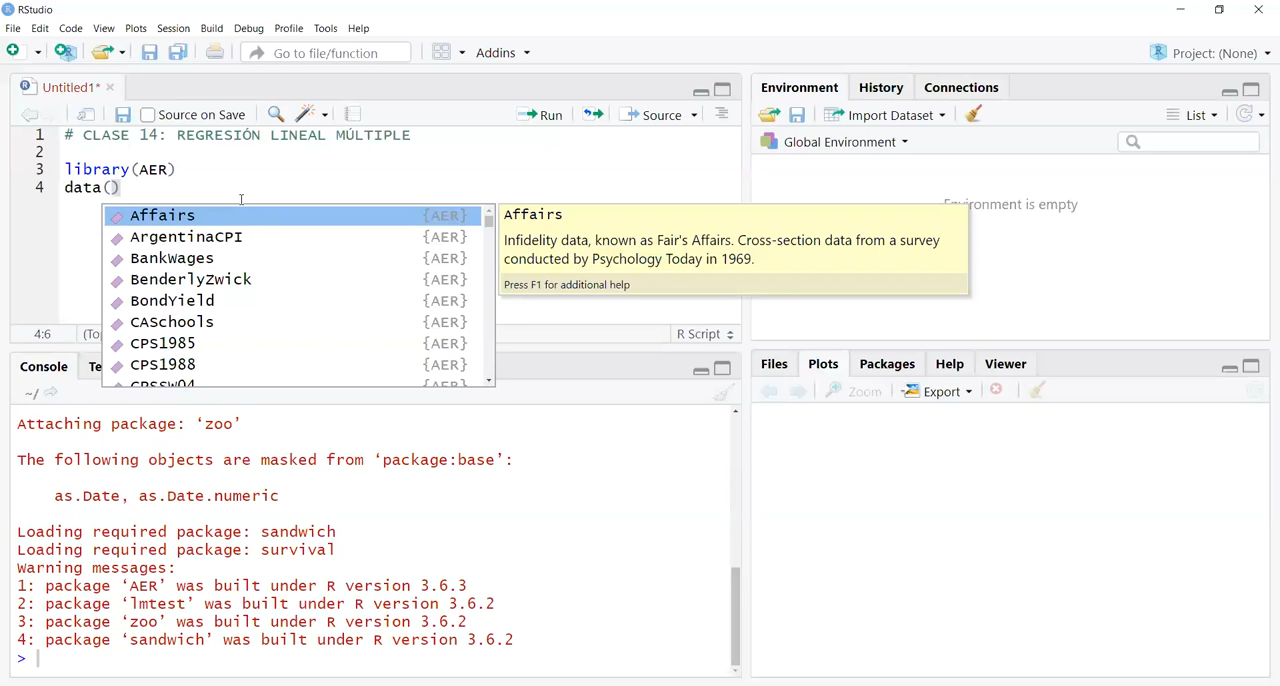 RStudio
File Edit Code View Plots Session Build Debug Profile Tools Help
Go to file/function Addins Project: (None)
Untitled1*
Source on Save Run Source
1 # CLASE 14: REGRESIÓN LINEAL MÚLTIPLE
2
3 library(AER)
4 data()
Affairs {AER}
ArgentinaCPI {AER}
BankWages {AER}
BenderlyZwick {AER}
BondYield {AER}
CASchools {AER}
CPS1985 {AER}
CPS1988 {AER}
CPSSW04 {AER}
Affairs
Infidelity data, known as Fair's Affairs. Cross-section data from a survey
conducted by Psychology Today in 1969.
Press F1 for additional help
4:6 (To R Script
Console Te
~/
Attaching package: ‘zoo’
The following objects are masked from ‘package:base’:
as.Date, as.Date.numeric
Loading required package: sandwich
Loading required package: survival
Warning messages:
1: package ‘AER’ was built under R version 3.6.3
2: package ‘lmtest’ was built under R version 3.6.2
3: package ‘zoo’ was built under R version 3.6.2
4: package ‘sandwich’ was built under R version 3.6.2
>
Environment History Connections
Import Dataset List
Global Environment
Environment is empty
Files Plots Packages Help Viewer
Zoom Export